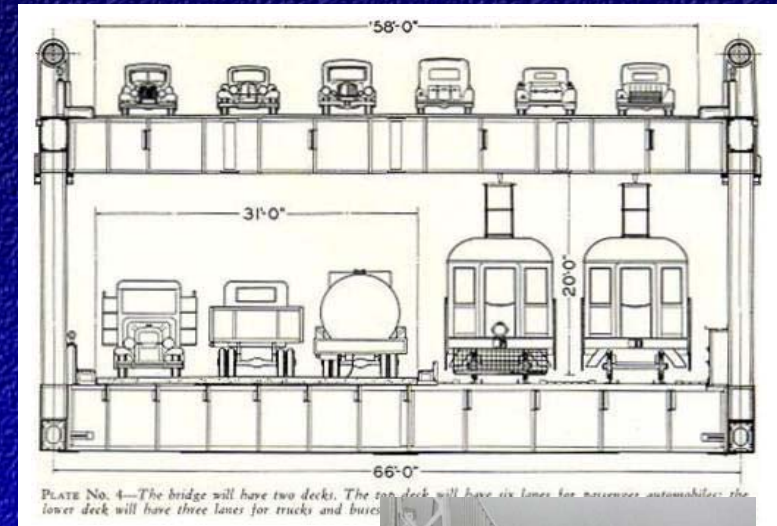 58'-0"
31'-0"
20'-0"
66'-0"
PLATE No. 4—The bridge will have two decks. The top deck will have six lanes for passenger automobiles; the
lower deck will have three lanes for trucks and buses